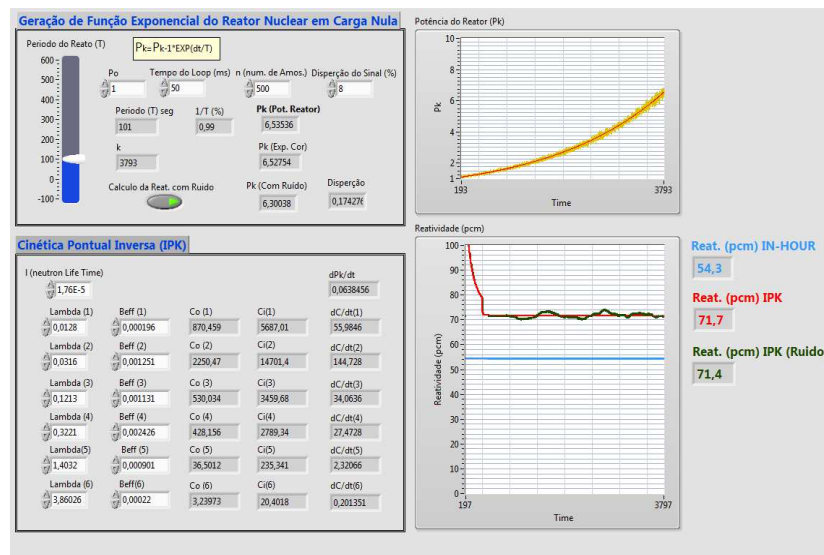 Geração de Função Exponencial do Reator Nuclear em Carga Nula
Periodo do Reato (T)
Pk=Pk-1*EXP(dt/T)
600
500
400
300
200
100
0
-100
Po
Tempo do Loop (ms)
n (num. de Amos.)
Disperção do Sinal (%)
1
50
500
8
Periodo (T) seg
1/T (%)
Pk (Pot. Reator)
101
0,99
6,53536
k
Pk (Exp. Cor)
3793
6,52754
Calculo da Reat. com Ruido
Pk (Com Ruído)
Disperção
6,30038
0,174276
Potência do Reator (Pk)
10
8
6
4
2
1
Pk
193
3793
Time
Cinética Pontual Inversa (IPK)
l (neutron Life Time)
dPk/dt
1,76E-5
0,0638456
Lambda (1) Beff (1) Co (1) Ci(1) dC/dt(1)
0,0128 0,000196 870,459 5687,01 55,9846
Lambda (2) Beff (2) Co (2) Ci(2) dC/dt(2)
0,0316 0,001251 2250,47 14701,4 144,728
Lambda (3) Beff (3) Co (3) Ci(3) dC/dt(3)
0,1213 0,001131 530,034 3459,68 34,0636
Lambda (4) Beff (4) Co (4) Ci(4) dC/dt(4)
0,3221 0,002426 428,156 2789,34 27,4728
Lambda(5) Beff (5) Co (5) Ci(5) dC/dt(5)
1,4032 0,000901 36,5012 235,341 2,32066
Lambda (6) Beff(6) Co (6) Ci(6) dC/dt(6)
3,86026 0,00022 3,23973 20,4018 0,201351
Reatividade (pcm)
100
90
80
70
60
50
40
30
20
10
0
Reatividade (pcm)
197
3797
Time
Reat. (pcm) IN-HOUR
54,3
Reat. (pcm) IPK
71,7
Reat. (pcm) IPK (Ruido
71,4